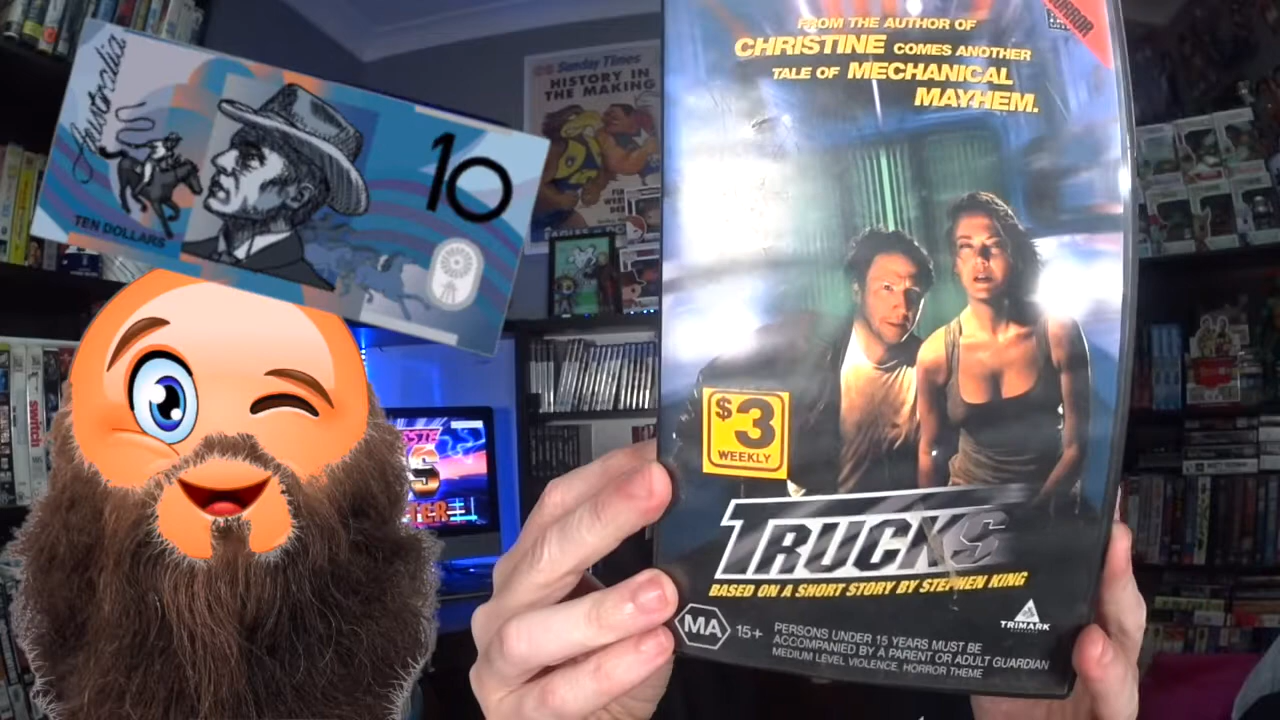 Australia
10
TEN DOLLARS
Sunday Times
HISTORY IN
THE MAKING
FROM THE AUTHOR OF
CHRISTINE COMES ANOTHER
TALE OF MECHANICAL
MAYHEM.
HORROR
$3
WEEKLY
TRUCKS
BASED ON A SHORT STORY BY STEPHEN KING
MA 15+
PERSONS UNDER 15 YEARS MUST BE
ACCOMPANIED BY A PARENT OR ADULT GUARDIAN
MEDIUM LEVEL VIOLENCE, HORROR THEME
TRIMARK